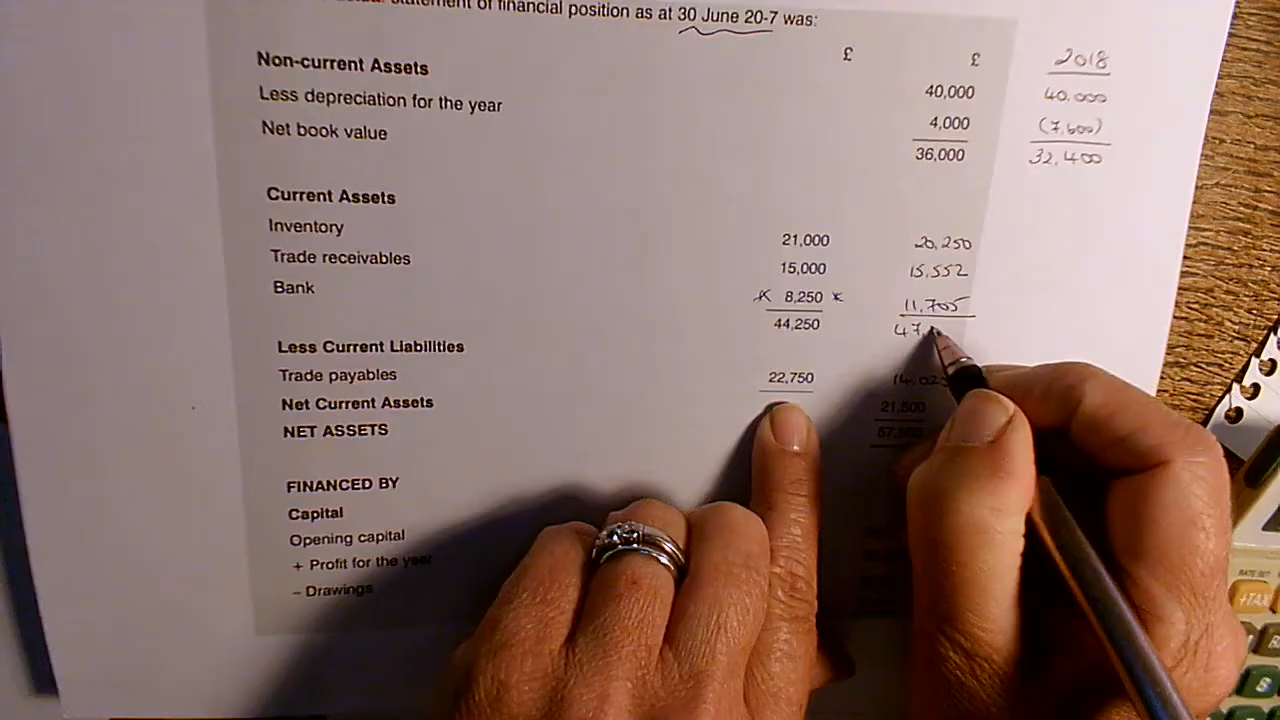 statement of financial position as at 30 June 20-7 was:
£ £ 2018
Non-current Assets 40,000 40,000
Less depreciation for the year 4,000 (7,600)
Net book value 36,000 32,400
Current Assets
Inventory 21,000 20,250
Trade receivables 15,000 15,552
Bank * 8,250 * 11,705
44,250 47,
Less Current Liabilities
Trade payables 22,750
Net Current Assets 21,500
NET ASSETS
FINANCED BY
Capital
Opening capital
+ Profit for the year
– Drawings
+TAX